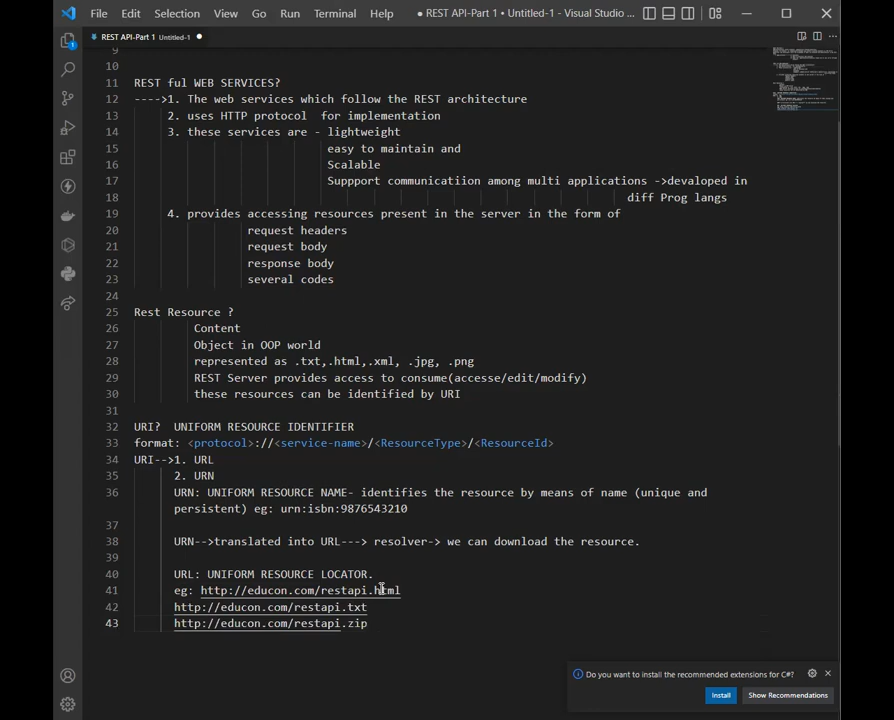 File Edit Selection View Go Run Terminal Help ● REST API-Part 1 • Untitled-1 - Visual Studio ...
REST API-Part 1 Untitled-1 ●
9
10
11 REST ful WEB SERVICES?
12 ---->1. The web services which follow the REST architecture
13 2. uses HTTP protocol for implementation
14 3. these services are - lightweight
15 easy to maintain and
16 Scalable
17 Suppport communicatiion among multi applications ->devaloped in
18 diff Prog langs
19 4. provides accessing resources present in the server in the form of
20 request headers
21 request body
22 response body
23 several codes
24
25 Rest Resource ?
26 Content
27 Object in OOP world
28 represented as .txt,.html,.xml, .jpg, .png
29 REST Server provides access to consume(accesse/edit/modify)
30 these resources can be identified by URI
31
32 URI? UNIFORM RESOURCE IDENTIFIER
33 format: <protocol>://<service-name>/<ResourceType>/<ResourceId>
34 URI-->1. URL
35 2. URN
36 URN: UNIFORM RESOURCE NAME- identifies the resource by means of name (unique and
persistent) eg: urn:isbn:9876543210
37
38 URN-->translated into URL---> resolver-> we can download the resource.
39
40 URL: UNIFORM RESOURCE LOCATOR.
41 eg: http://educon.com/restapi.html
42 http://educon.com/restapi.txt
43 http://educon.com/restapi.zip
Do you want to install the recommended extensions for C#?
Install Show Recommendations